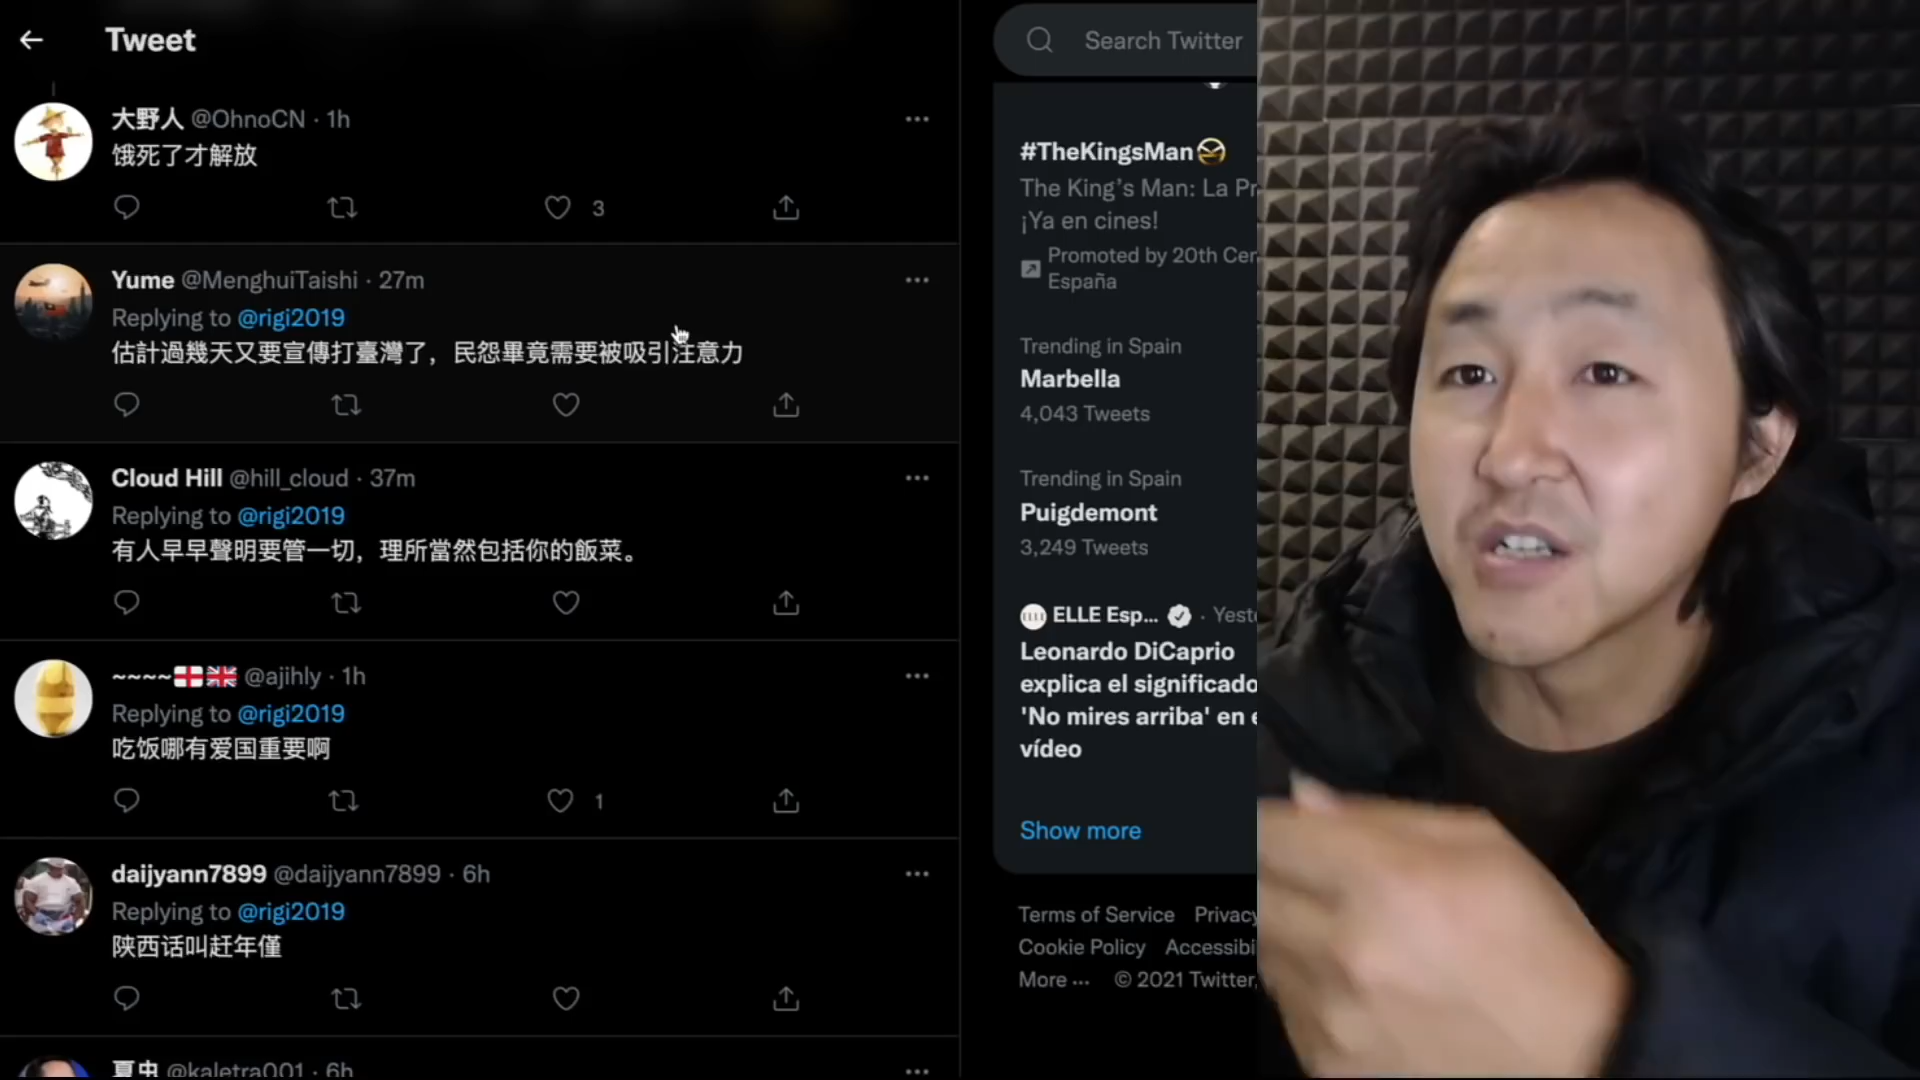 Tweet
大野人 @OhnoCN · 1h
饿死了才解放
3
Yume @MenghuiTaishi · 27m
Replying to @rigi2019
估計過幾天又要宣傳打臺灣了，民怨畢竟需要被吸引注意力
Cloud Hill @hill_cloud · 37m
Replying to @rigi2019
有人早早聲明要管一切，理所當然包括你的飯菜。
~~~~🏴󠁧󠁢󠁥󠁮󠁧󠁿🇬🇧 @ajihly · 1h
Replying to @rigi2019
吃饭哪有爱国重要啊
1
daijyann7899 @daijyann7899 · 6h
Replying to @rigi2019
陕西话叫赶年僅
夏虫 @kaletra001 · 6h
Search Twitter
#TheKingsMan
The King's Man: La Pr
¡Ya en cines!
Promoted by 20th Cen
España
Trending in Spain
Marbella
4,043 Tweets
Trending in Spain
Puigdemont
3,249 Tweets
ELLE Esp... · Yest
Leonardo DiCaprio
explica el significado
'No mires arriba' en e
vídeo
Show more
Terms of Service Privacy
Cookie Policy Accessibi
More ··· © 2021 Twitter,